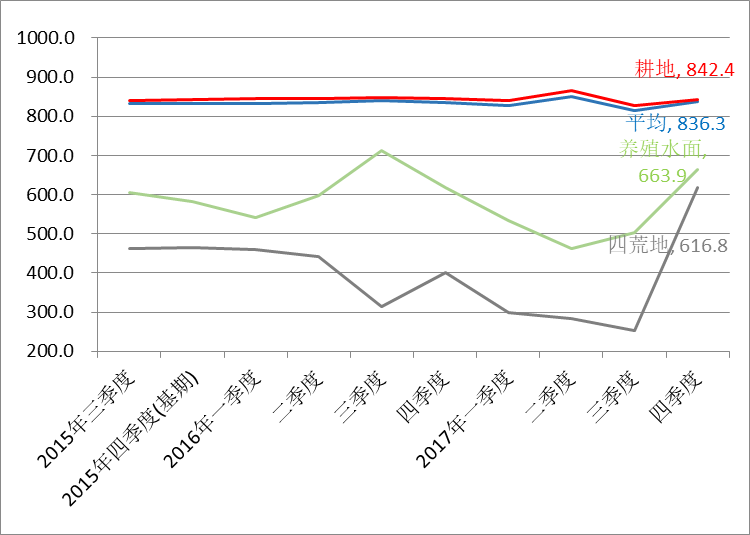 1000.0
900.0
800.0
700.0
600.0
500.0
400.0
300.0
200.0
耕地, 842.4
平均, 836.3
养殖水面,
663.9
四荒地, 616.8
2015年三季度
2015年四季度(基期)
2016年一季度
二季度
三季度
四季度
2017年一季度
二季度
三季度
四季度